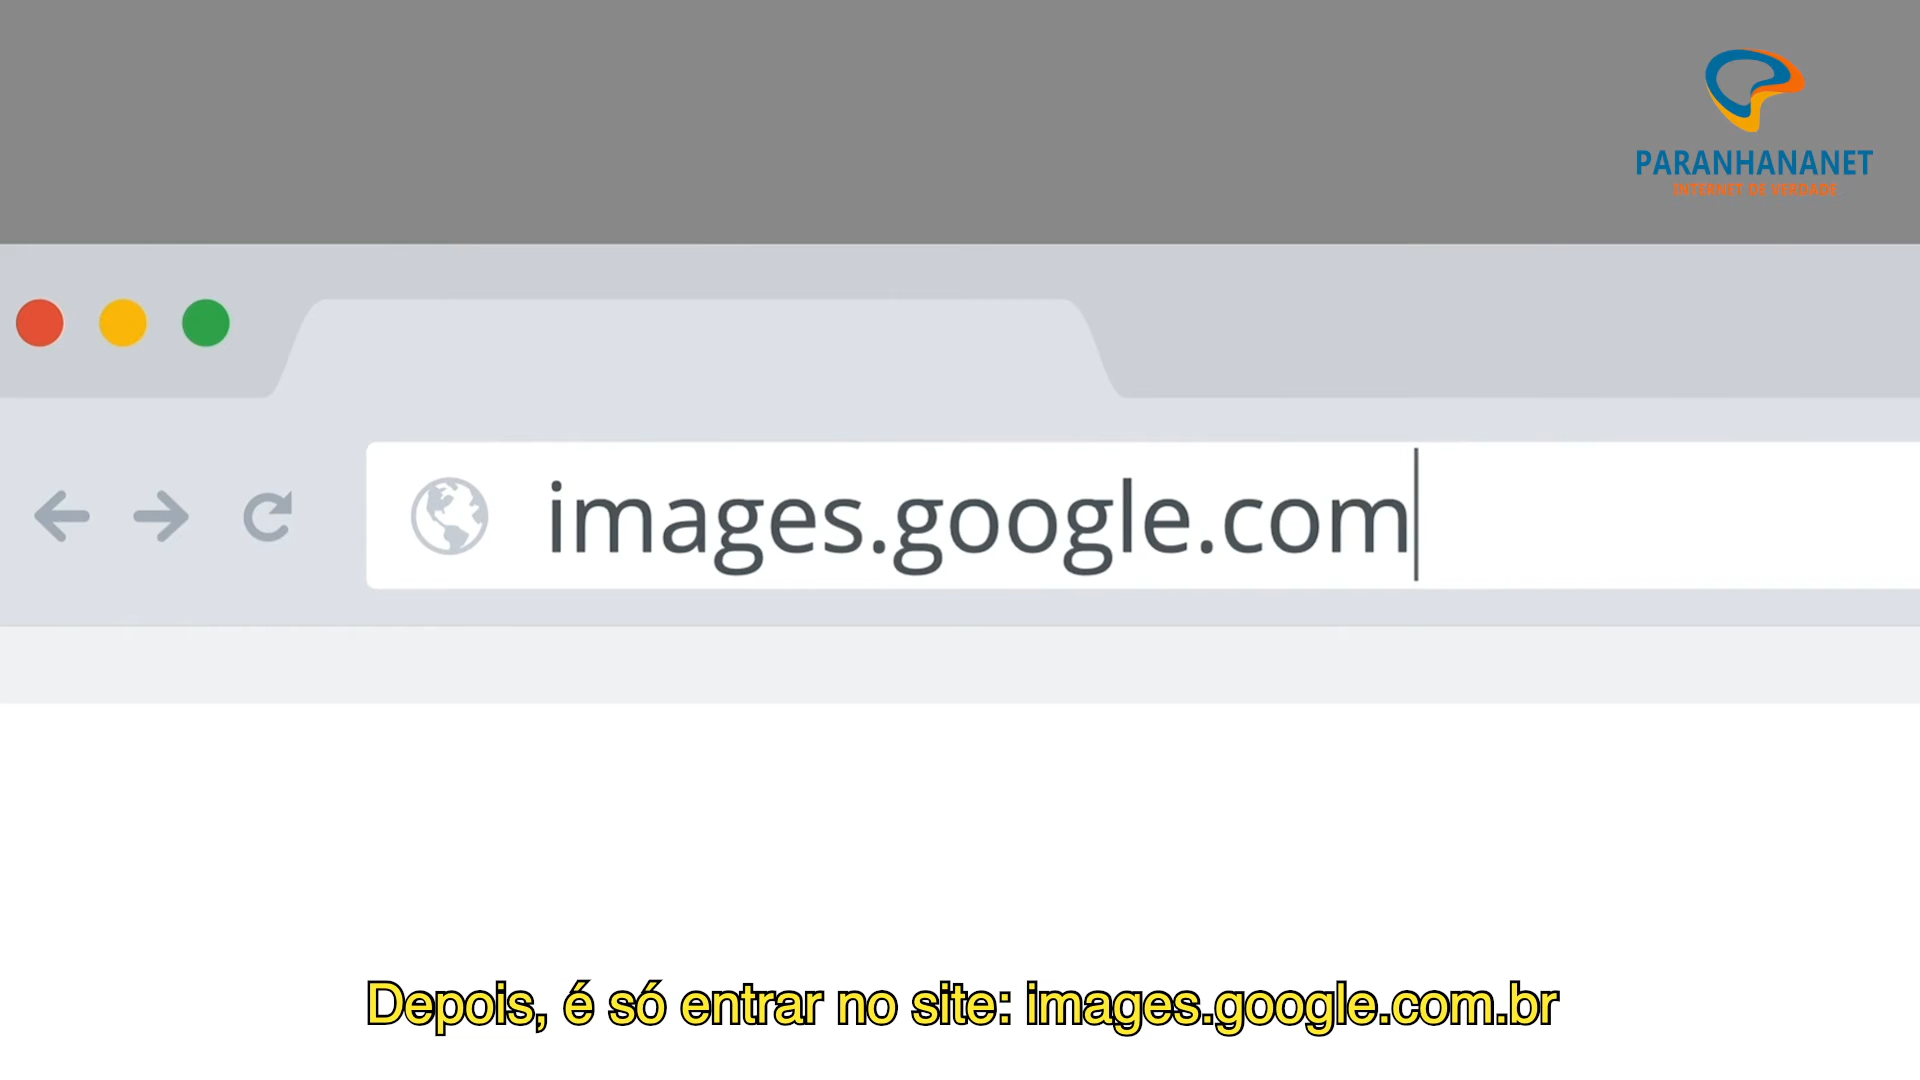 PARANHANANET
INTERNET DE VERDADE
images.google.com
Depois, é só entrar no site: images.google.com.br